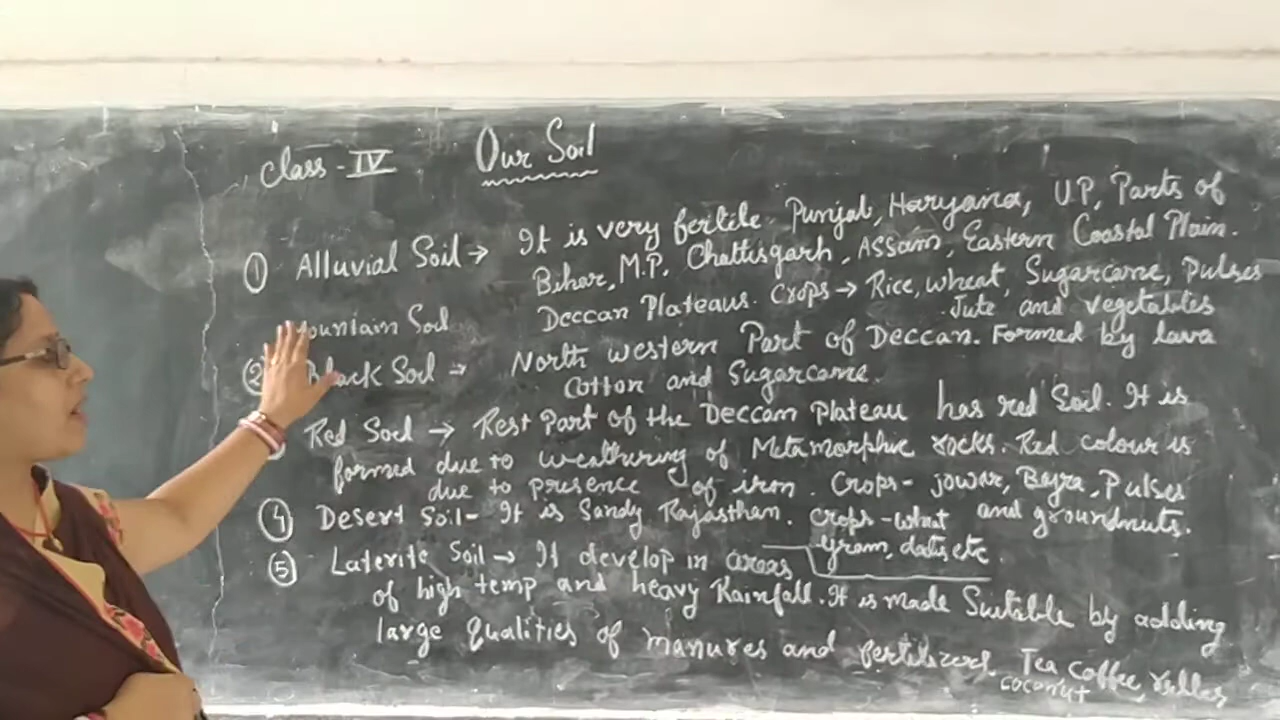 Class - IV Our Soil
① Alluvial Soil → It is very fertile. Punjab, Haryana, U.P, Parts of
Bihar, M.P. Chattisgarh, Assam, Eastern Coastal Plain.
Deccan Plateaus. Crops → Rice, wheat, Sugarcane, Pulses
Jute and vegetables
ountain Soil
② Black Soil → North western Part of Deccan. Formed by lava
Cotton and Sugarcane.
Red Soil → Rest Part of the Deccan Plateau has red Soil. It is
formed due to weathuring of Metamorphic rocks. Red colour is
due to presence of iron. Crops - jowar, Bajra, Pulses
and groundnuts.
④ Desert Soil - It is Sandy Rajasthan. Crops - what
gram, dats etc.
⑤ Laterite Soil → It develop in areas
of high temp and heavy Rainfall. It is made Suitable by adding
large qualities of manures and fertilizers. Tea Coffee,
coconut